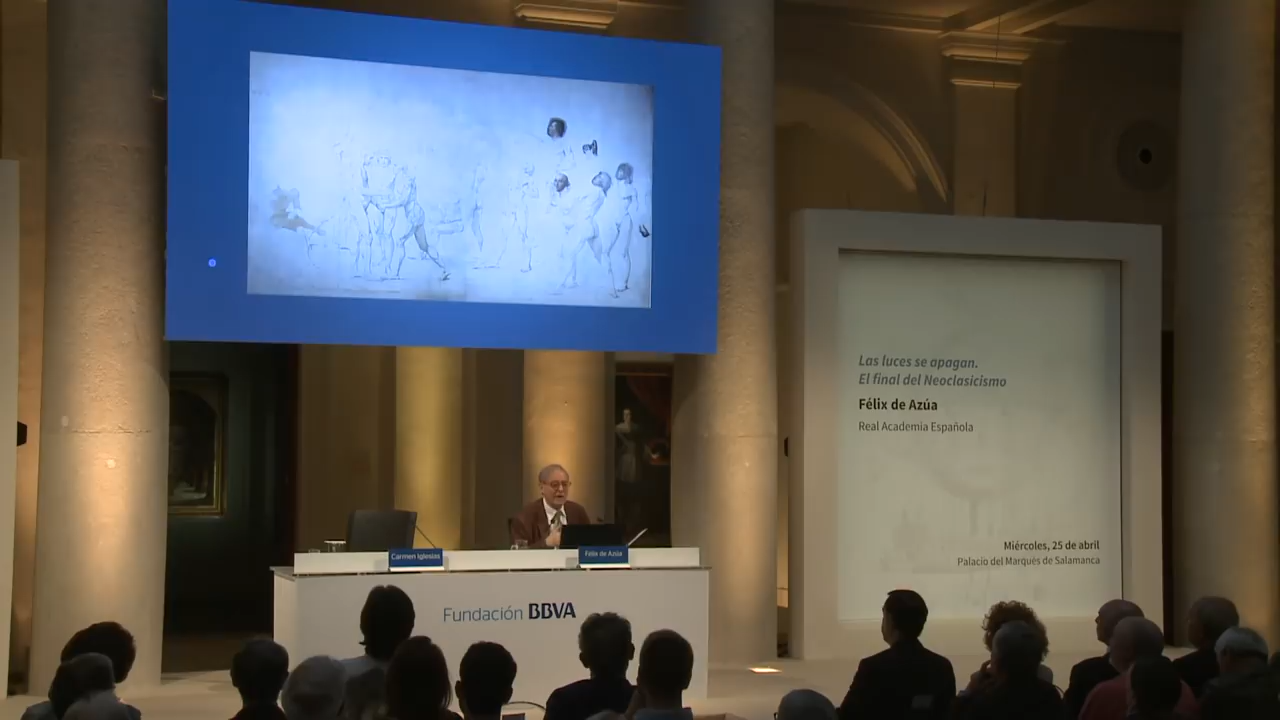 Las luces se apagan.
El final del Neoclasicismo
Félix de Azúa
Real Academia Española
Miércoles, 25 de abril
Palacio del Marqués de Salamanca
Carmen Iglesias
Félix de Azúa
Fundación BBVA